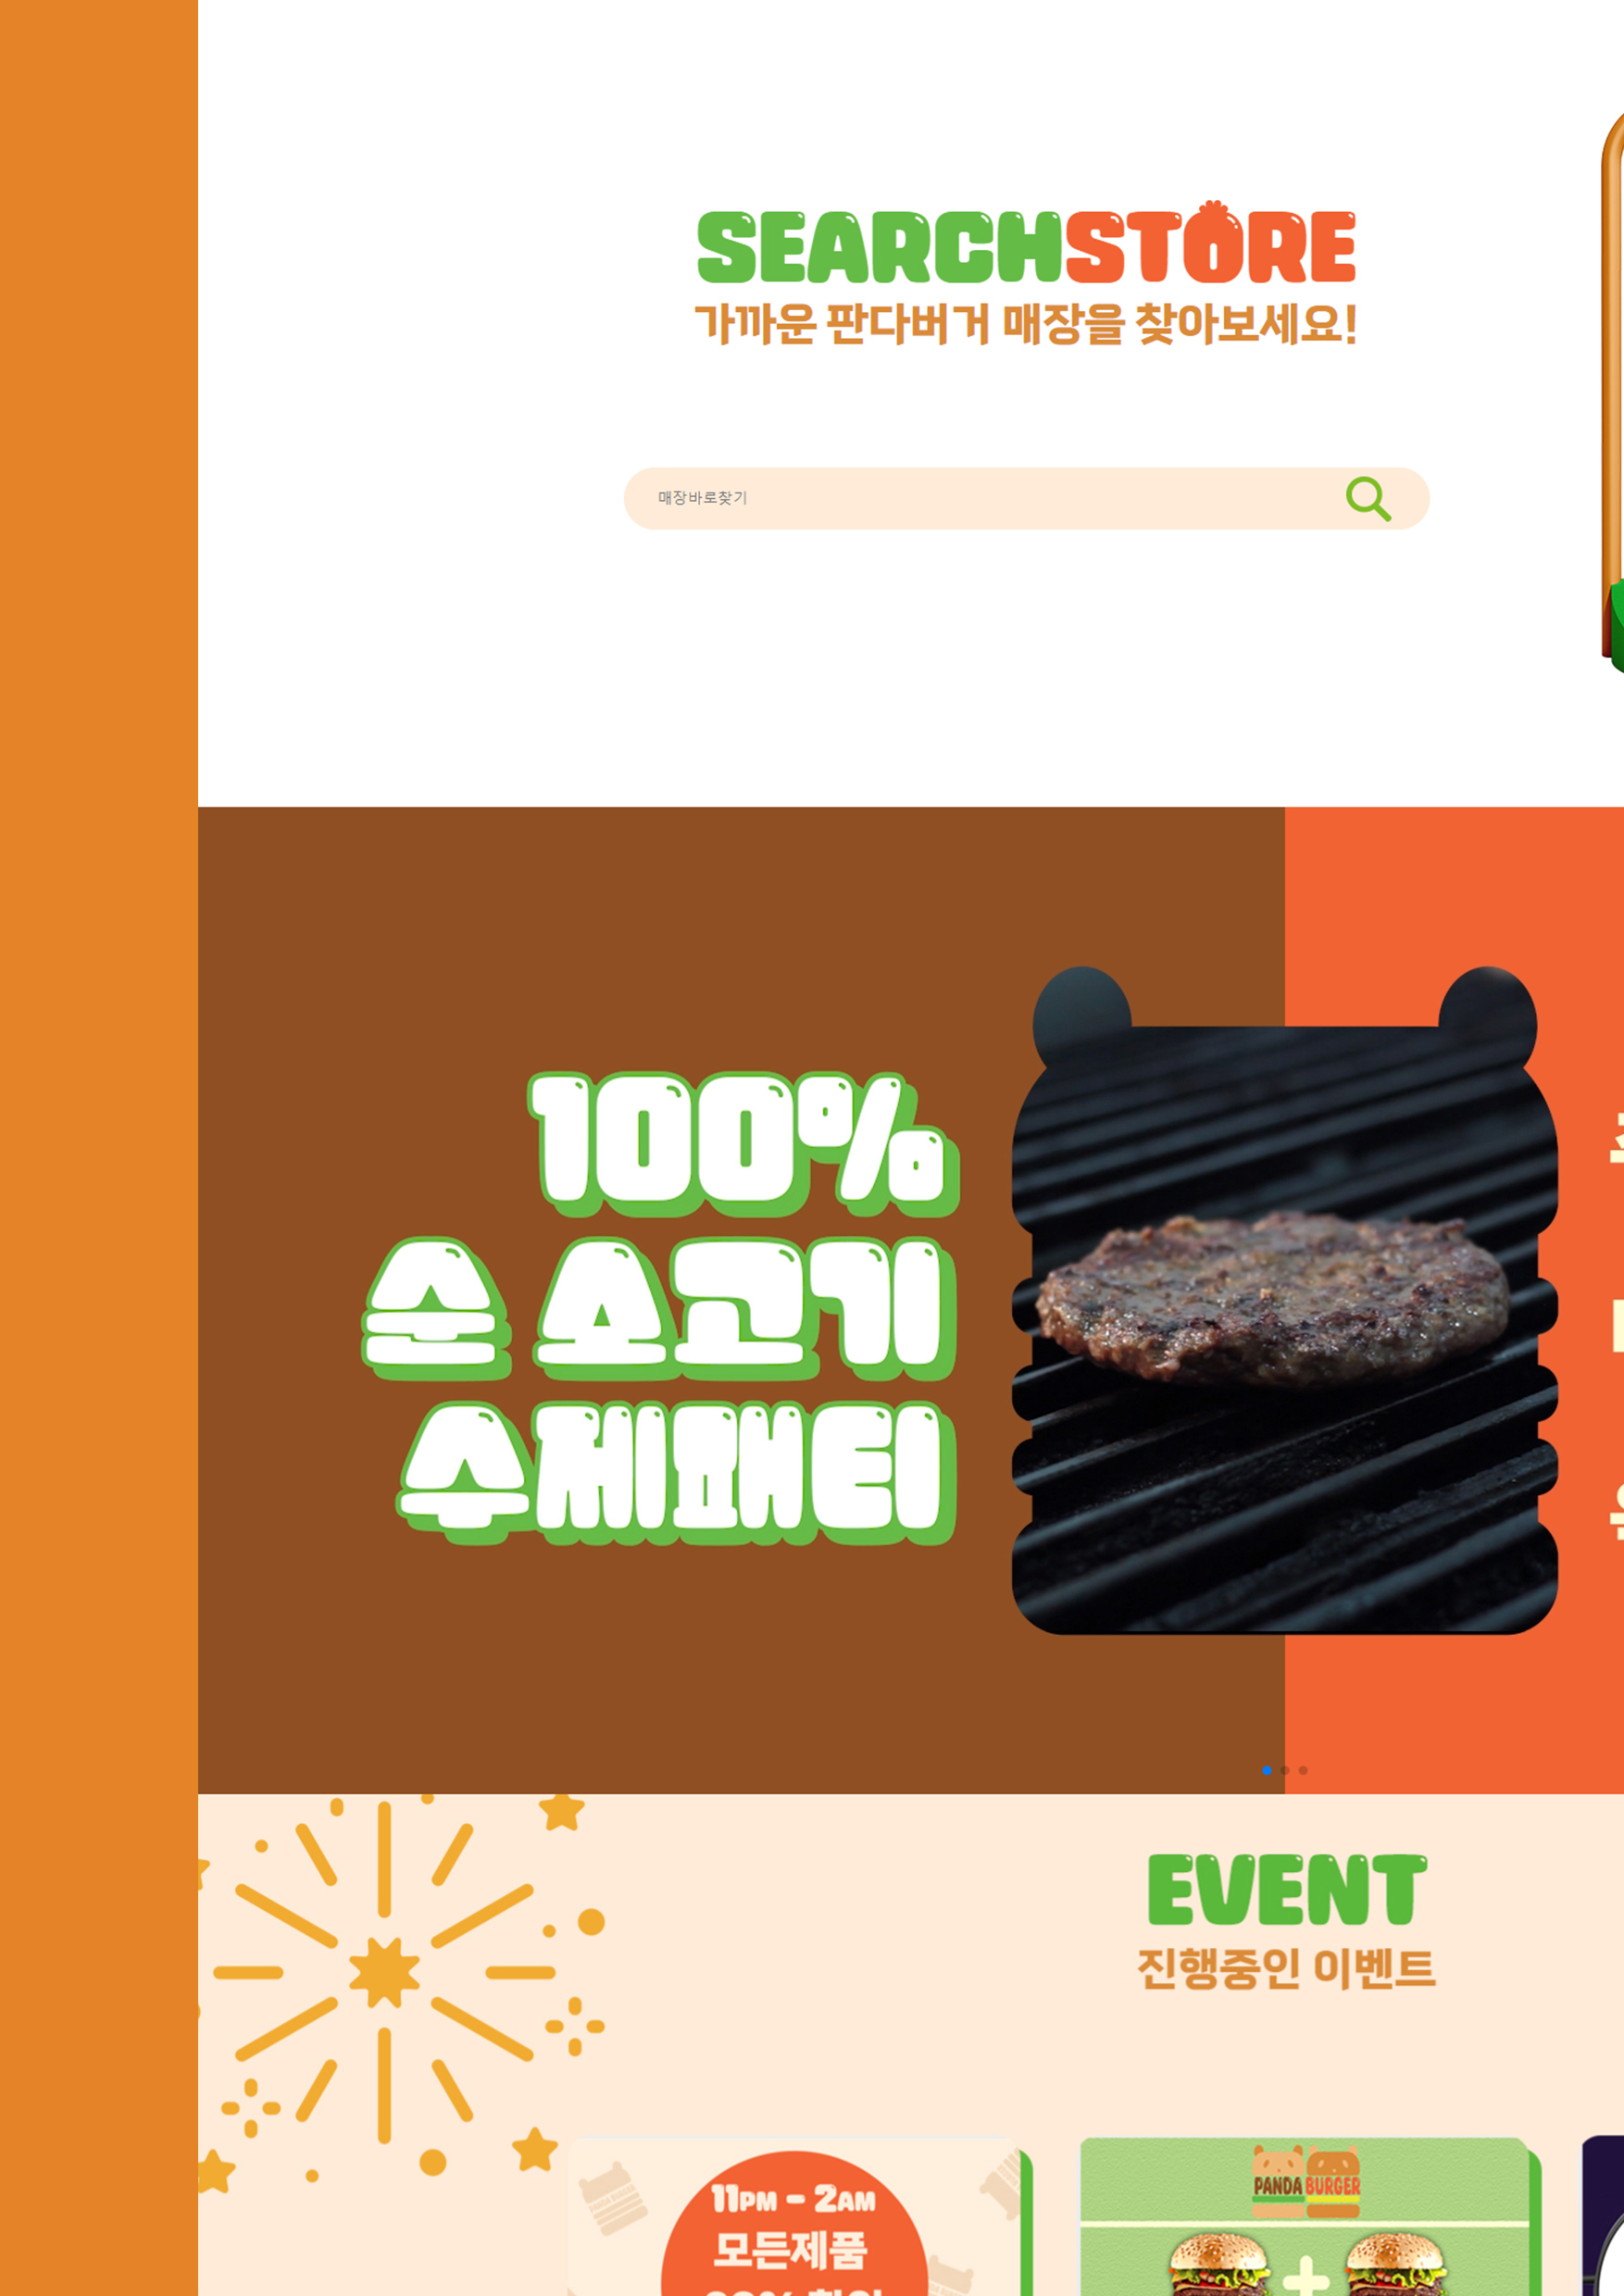 SEARCHSTORE
가까운 판다버거 매장을 찾아보세요!
매장바로찾기
100%
순 소고기
수제패티
EVENT
진행중인 이벤트
11PM - 2AM
모든제품
PANDA BURGER